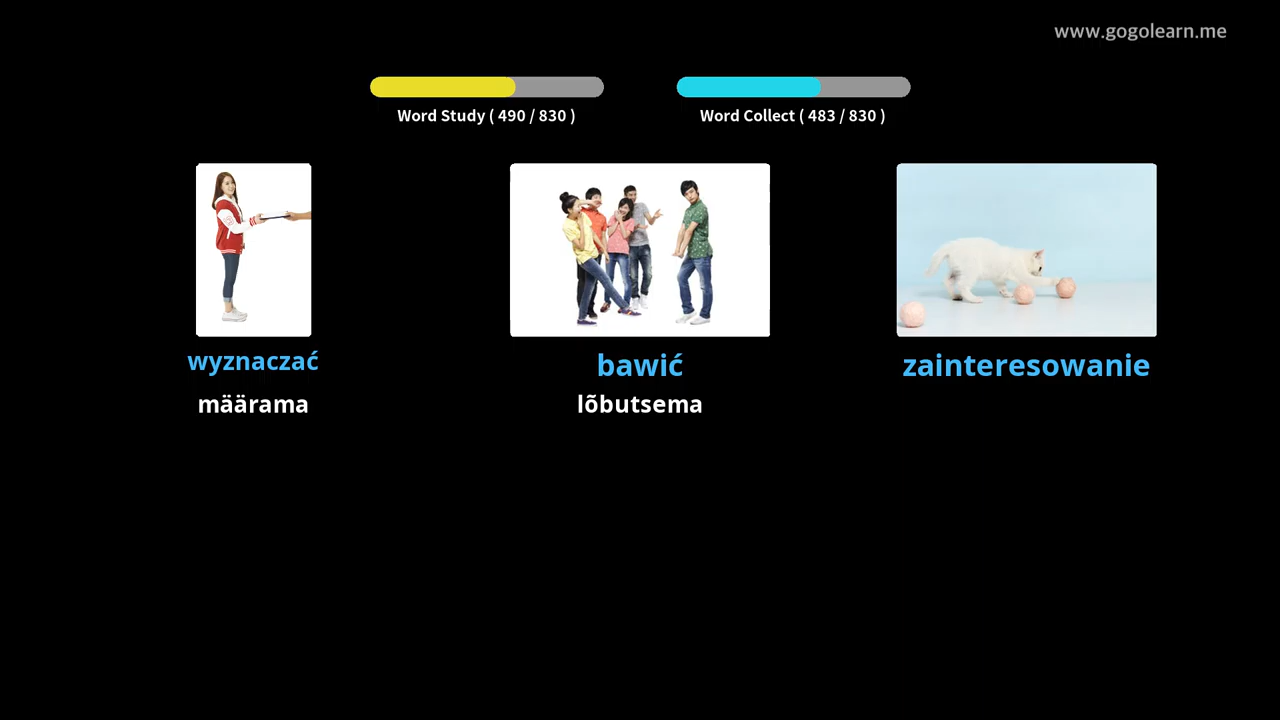 www.gogolearn.me
Word Study ( 490 / 830 )
Word Collect ( 483 / 830 )
wyznaczać
bawić
zainteresowanie
määrama
lõbutsema